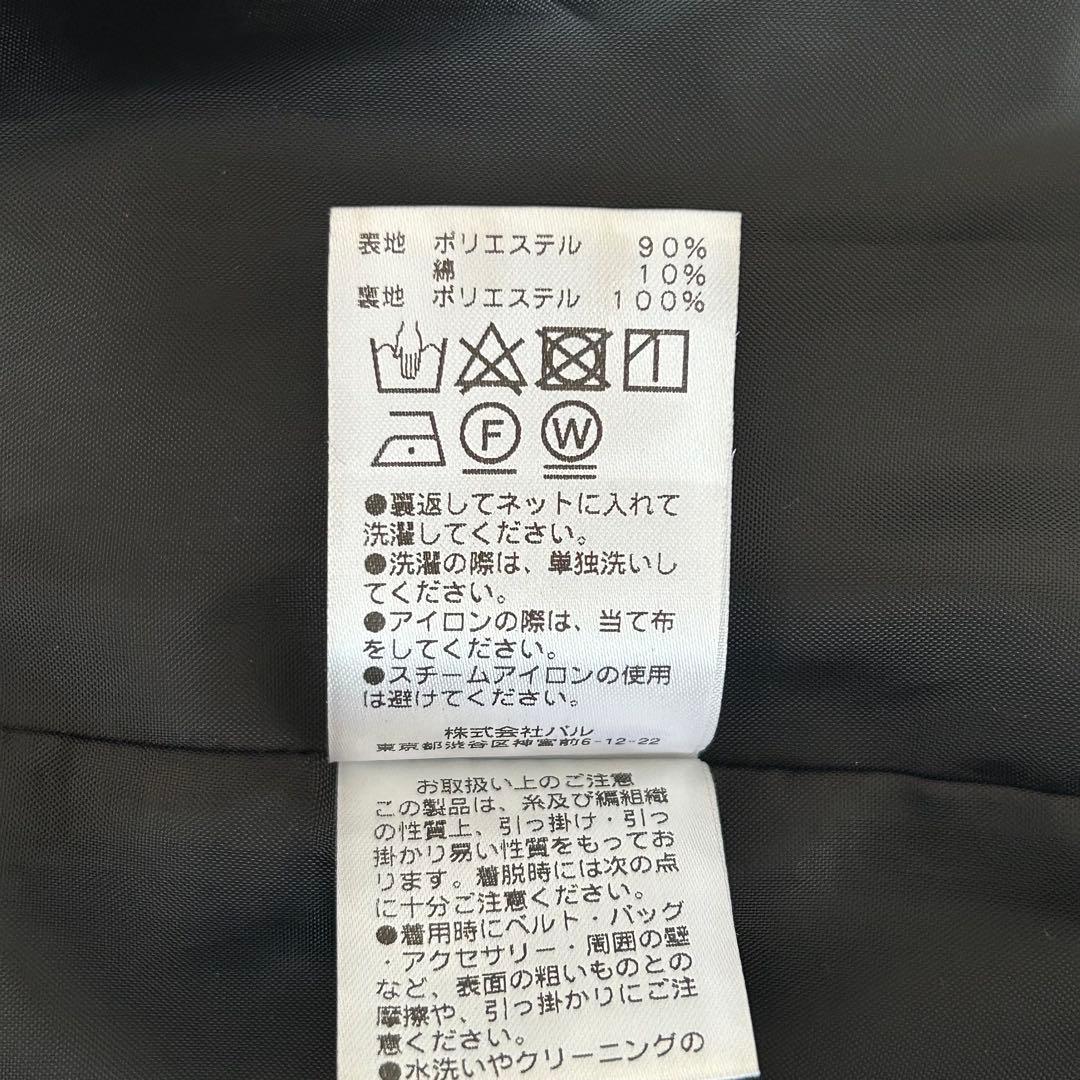 表地 ポリエステル 90%
綿 10%
裏地 ポリエステル 100%
F W
●裏返してネットに入れて
洗濯してください。
●洗濯の際は、単独洗いし
てください。
●アイロンの際は、当て布
をしてください。
●スチームアイロンの使用
は避けてください。
株式会社パル
東京都渋谷区神宮前6-12-22
お取扱い上のご注意
この製品は、糸及び編組織
の性質上、引っ掛け・引っ
掛かり易い性質をもってお
ります。着脱時には次の点
に十分ご注意ください。
●着用時にベルト・バッグ
・アクセサリー・周囲の壁
など、表面の粗いものとの
摩擦や、引っ掛かりにご注
意ください。
●水洗いやクリーニングの